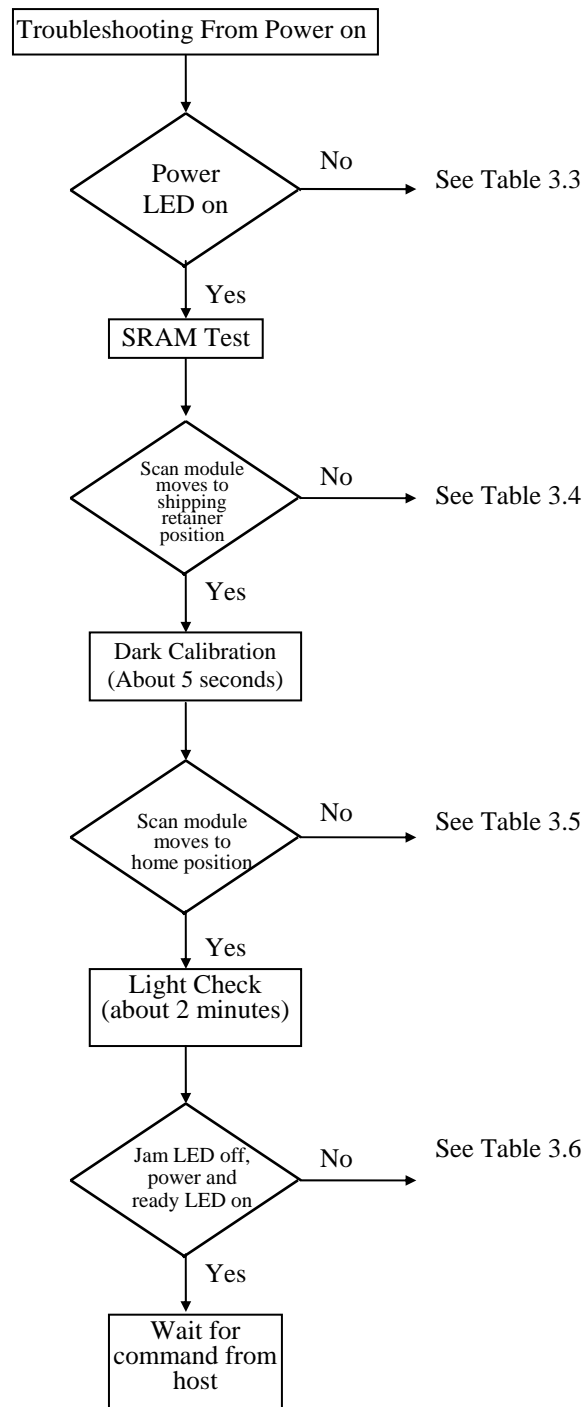 Troubleshooting From Power on
Power
LED on
No
See Table 3.3
Yes
SRAM Test
Scan module
moves to
shipping
retainer
position
No
See Table 3.4
Yes
Dark Calibration
(About 5 seconds)
Scan module
moves to
home position
No
See Table 3.5
Yes
Light Check
(about 2 minutes)
Jam LED off,
power and
ready LED on
No
See Table 3.6
Yes
Wait for
command from
host